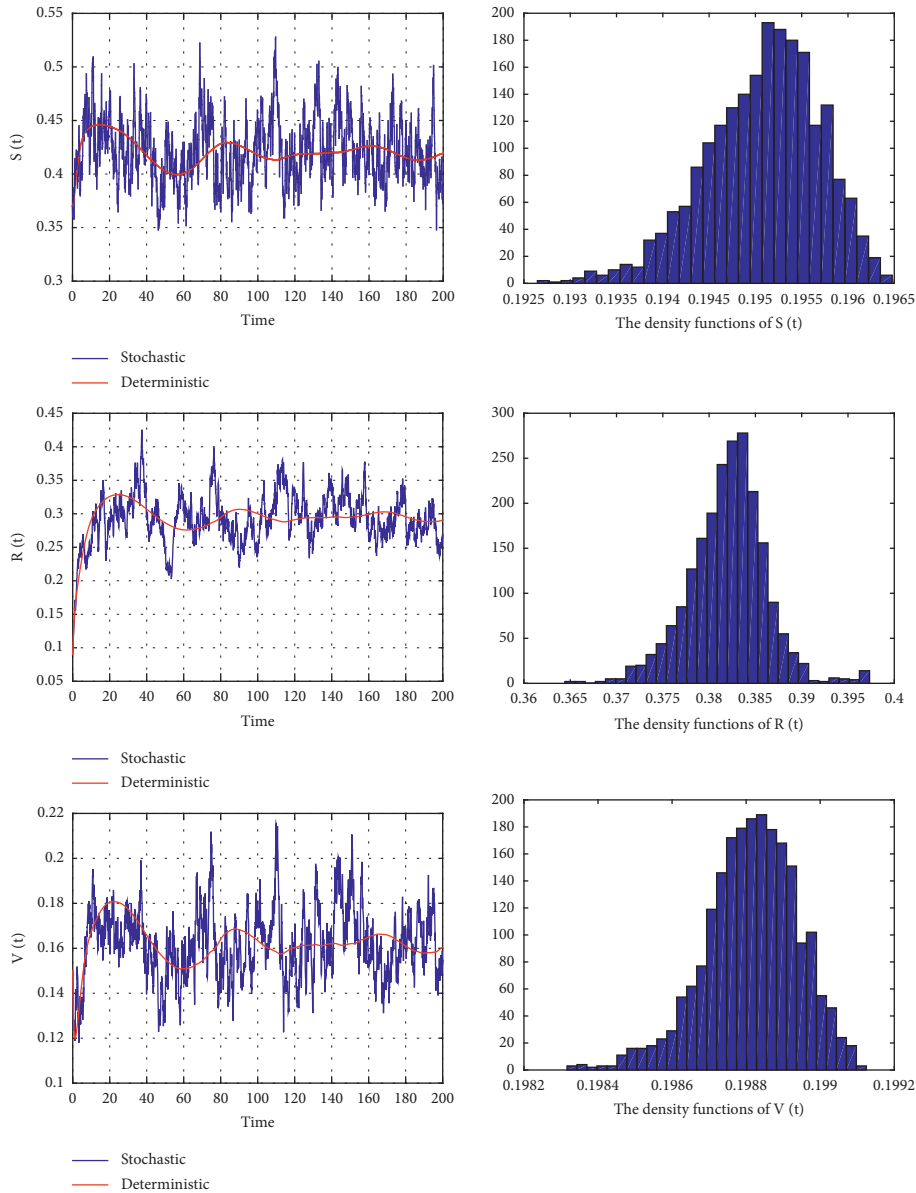 0.55
0.5
0.45
0.4
0.35
0.3
S (t)
0 20 40 60 80 100 120 140 160 180 200
Time
Stochastic
Deterministic
200
180
160
140
120
100
80
60
40
20
0
0.1925 0.193 0.1935 0.194 0.1945 0.195 0.1955 0.196 0.1965
The density functions of S (t)
0.45
0.4
0.35
0.3
0.25
0.2
0.1
0.1
0.05
R (t)
0 20 40 60 80 100 120 140 160 180 200
Time
Stochastic
Deterministic
300
250
200
150
100
50
0
0.36 0.365 0.37 0.375 0.38 0.385 0.39 0.395 0.4
The density functions of R (t)
0.22
0.2
0.18
0.16
0.14
0.12
0.1
V (t)
0 20 40 60 80 100 120 140 160 180 200
Time
Stochastic
Deterministic
200
180
160
140
120
100
80
60
40
20
0
0.1982 0.1984 0.1986 0.1988 0.199 0.1992
The density functions of V (t)